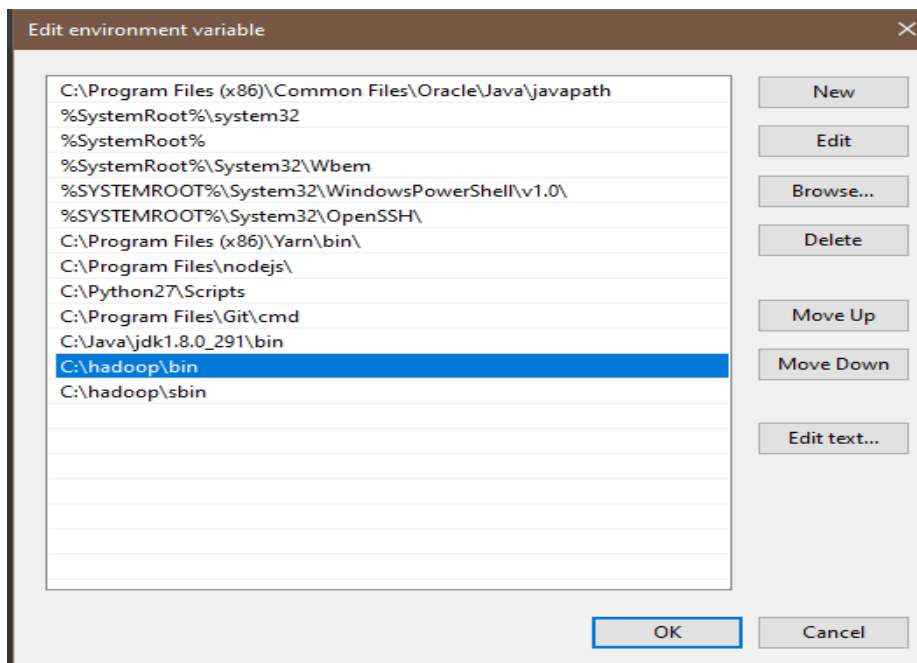 Edit environment variable
C:\Program Files (x86)\Common Files\Oracle\Java\javapath
%SystemRoot%\system32
%SystemRoot%
%SystemRoot%\System32\Wbem
%SYSTEMROOT%\System32\WindowsPowerShell\v1.0\
%SYSTEMROOT%\System32\OpenSSH\
C:\Program Files (x86)\Yarn\bin\
C:\Program Files\nodejs\
C:\Python27\Scripts
C:\Program Files\Git\cmd
C:\Java\jdk1.8.0_291\bin
C:\hadoop\bin
C:\hadoop\sbin
New
Edit
Browse...
Delete
Move Up
Move Down
Edit text...
OK
Cancel